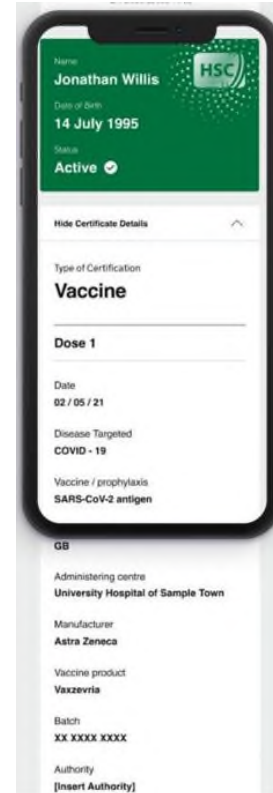 Name
Jonathan Willis
HSC
Date of Birth
14 July 1995
Status
Active
Hide Certificate Details
Type of Certification
Vaccine
Dose 1
Date
02 / 05 / 21
Disease Targeted
COVID - 19
Vaccine / prophylaxis
SARS-CoV-2 antigen
GB
Administering centre
University Hospital of Sample Town
Manufacturer
Astra Zeneca
Vaccine product
Vaxzevria
Batch
XX XXXX XXXX
Authority
[Insert Authority]